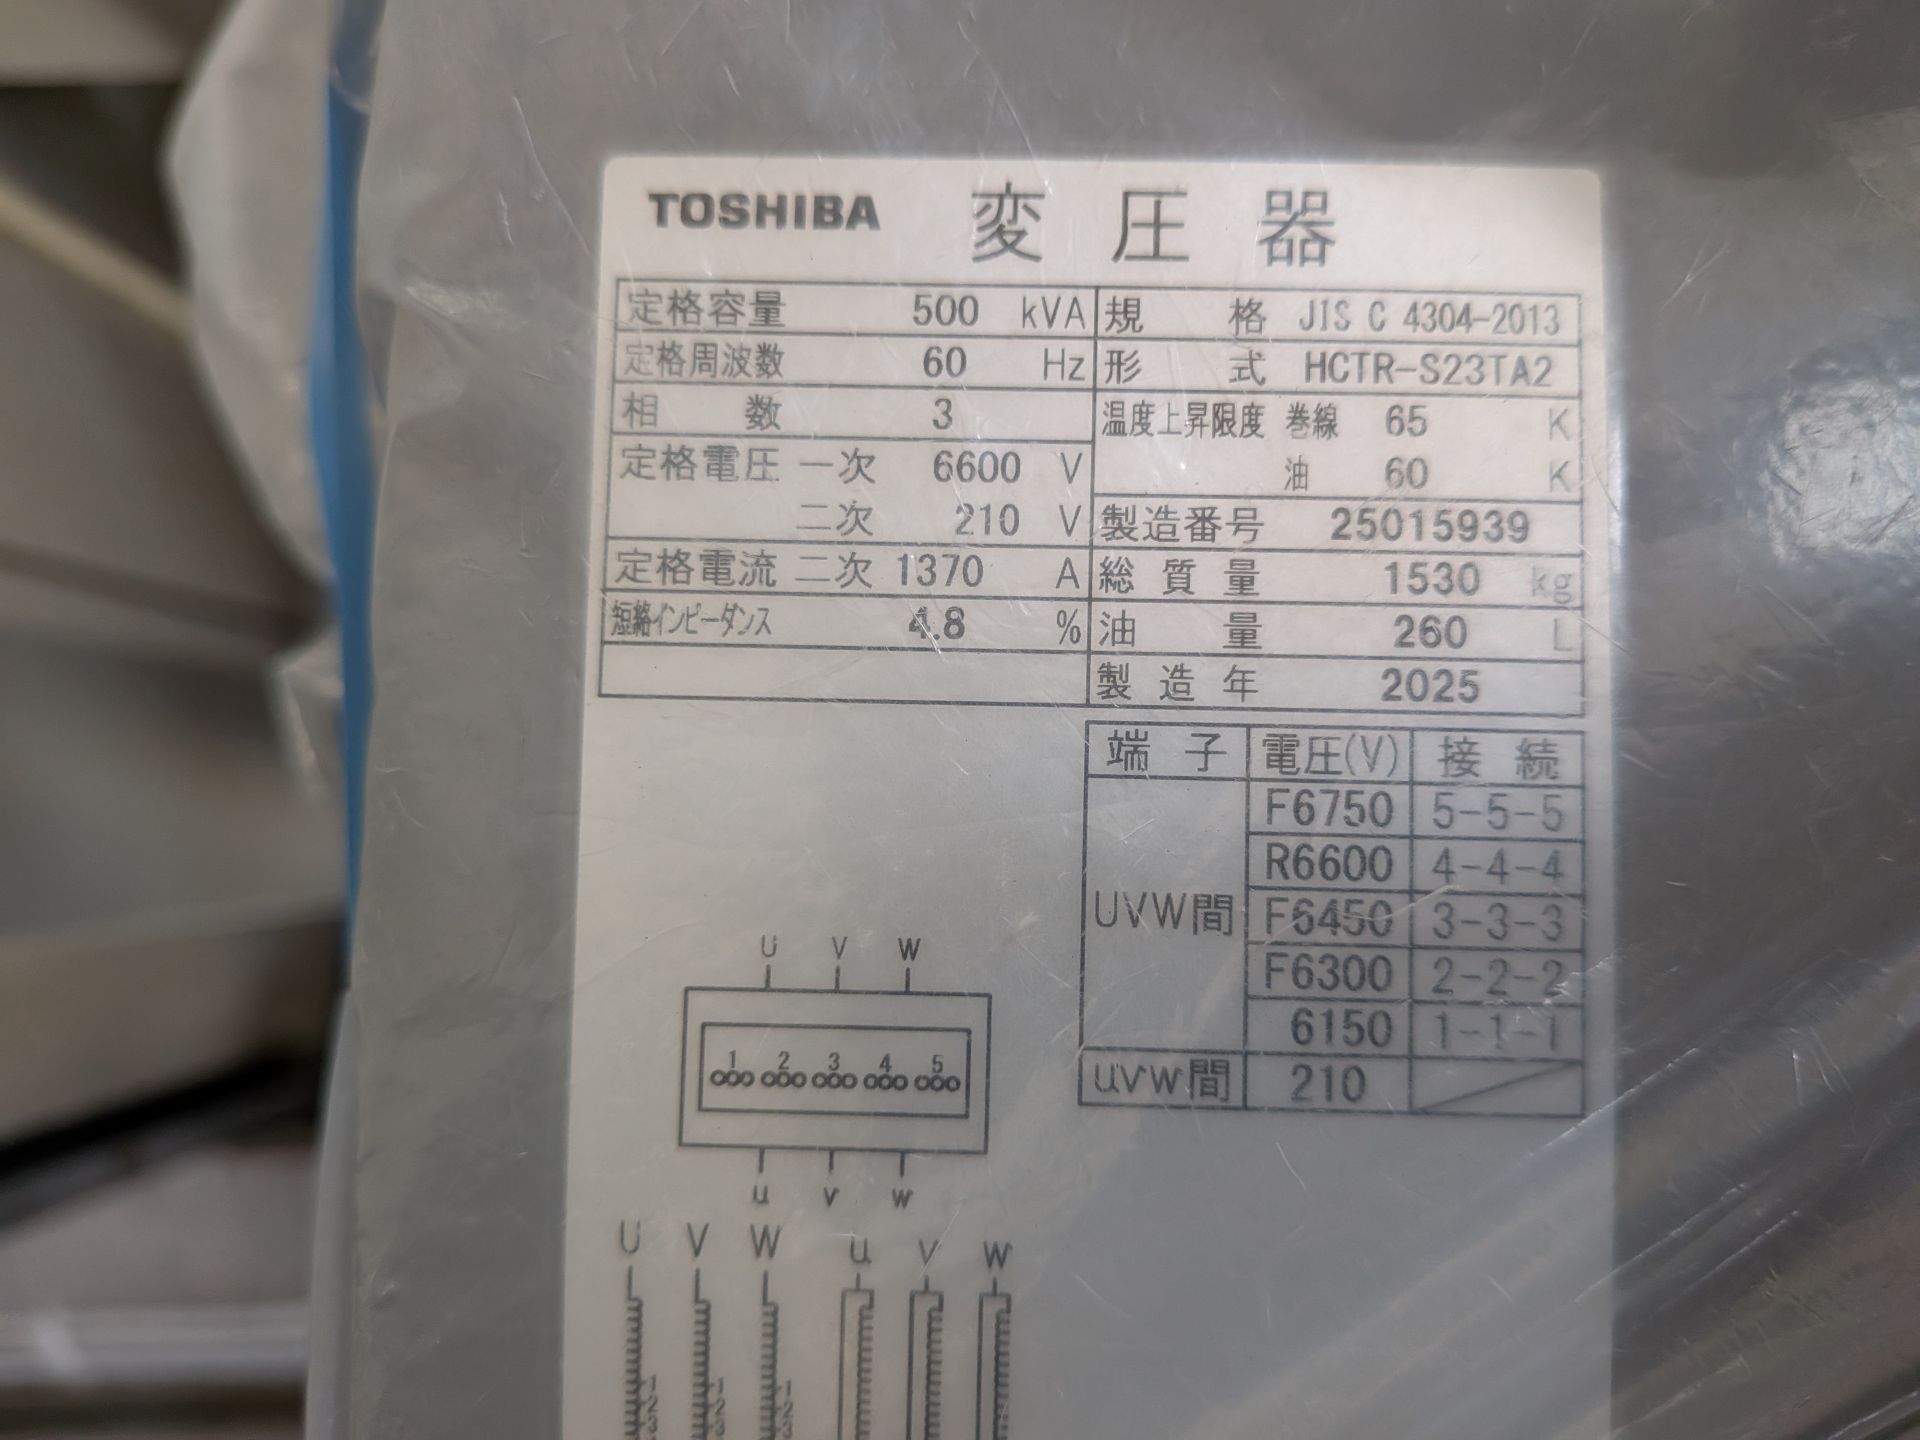 TOSHIBA 変圧器
定格容量 500 kVA 規格 JIS C 4304-2013
定格周波数 60 Hz 形式 HCTR-S23TA2
相数 3 温度上昇限度 巻線 65 K
定格電圧 一次 6600 V 油 60 K
二次 210 V 製造番号 25015939
定格電流 二次 1370 A 総質量 1530 kg
短絡インピーダンス 4.8 % 油量 260 L
製造年 2025
端子 電圧(V) 接続
F6750 5-5-5
R6600 4-4-4
UVW間 F6450 3-3-3
F6300 2-2-2
6150 1-1-1
uvw間 210
U V W
1 2 3 4 5
u v w
U V W u v w